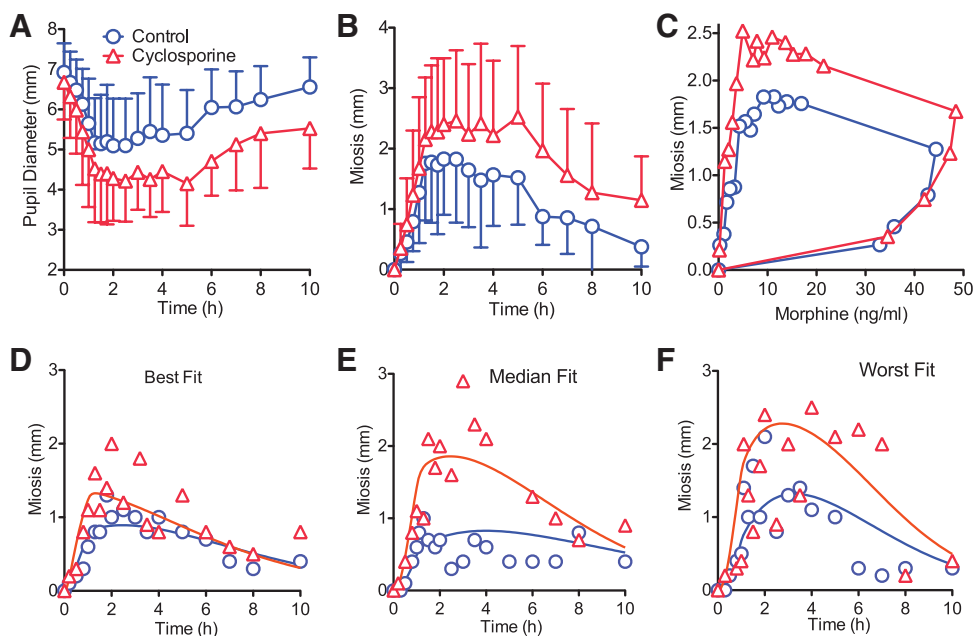 A
Control
Cyclosporine
Pupil Diameter (mm)
8
7
6
5
4
3
2
0 2 4 6 8 10
Time (h)
B
Miosis (mm)
4
3
2
1
0
0 2 4 6 8 10
Time (h)
C
Miosis (mm)
2.5
2.0
1.5
1.0
0.5
0.0
0 10 20 30 40 50
Morphine (ng/ml)
D
Best Fit
Miosis (mm)
3
2
1
0
0 2 4 6 8 10
Time (h)
E
Median Fit
Miosis (mm)
3
2
1
0
0 2 4 6 8 10
Time (h)
F
Worst Fit
Miosis (mm)
3
2
1
0
0 2 4 6 8 10
Time (h)